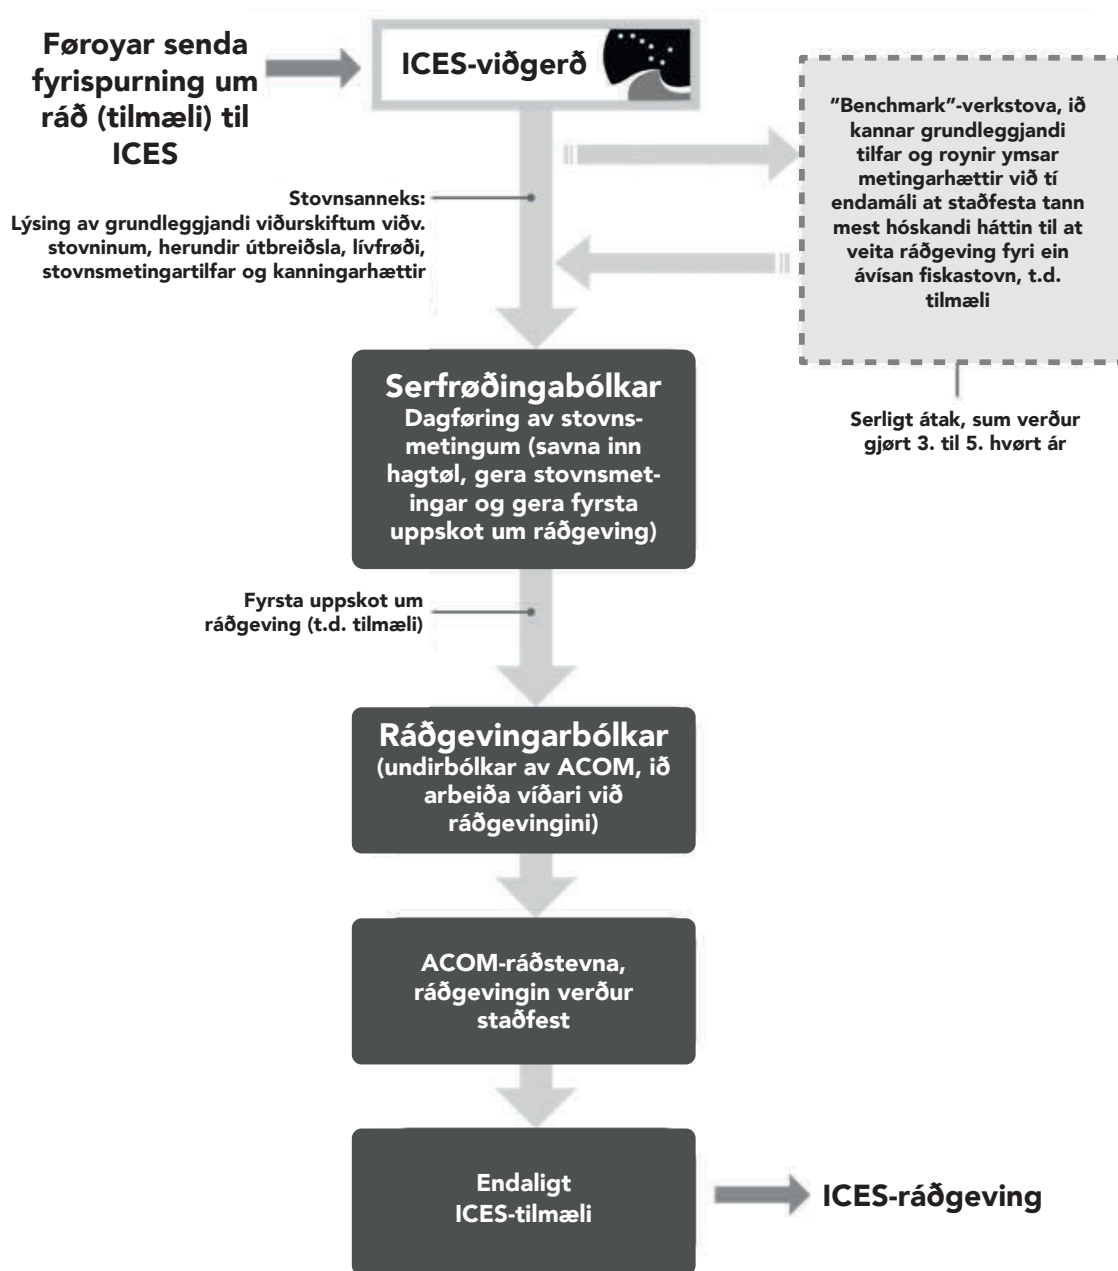 Føroyar senda
fyrispurning um
ráð (tilmæli) til
ICES
ICES-viðgerð
"Benchmark"-verkstova, ið
kannar grundleggjandi
tilfar og roynir ymsar
metingarhættir við tí
endamáli at staðfesta tann
mest hóskandi háttin til at
veita ráðgeving fyri ein
ávísan fiskastovn, t.d.
tilmæli
Stovnsanneks:
Lýsing av grundleggjandi viðurskiftum viðv.
stovninum, herundir útbreiðsla, lívfrøði,
stovnsmetingartilfar og kanningarhættir
Serligt átak, sum verður
gjørt 3. til 5. hvørt ár
Serfrøðingabólkar
Dagføring av stovns-
metingum (savna inn
hagtøl, gera stovnsmet-
ingar og gera fyrsta
uppskot um ráðgeving)
Fyrsta uppskot um
ráðgeving (t.d. tilmæli)
Ráðgevingarbólkar
(undirbólkar av ACOM, ið
arbeiða víðari við
ráðgevingini)
ACOM-ráðstevna,
ráðgevingin verður
staðfest
Endaligt
ICES-tilmæli
ICES-ráðgeving